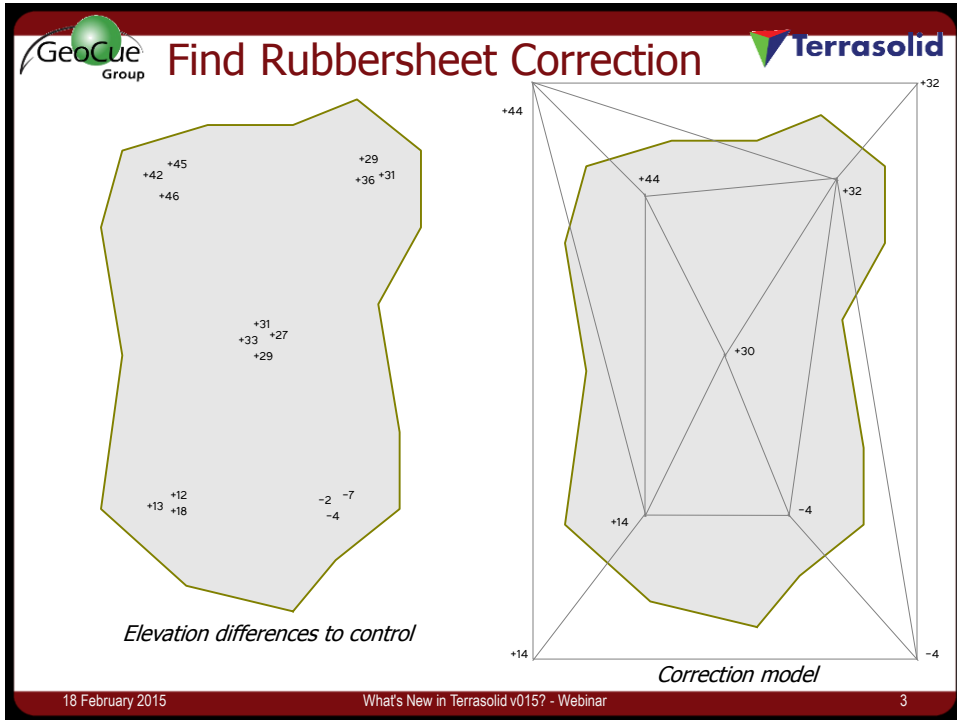 GeoCue
Group
Find Rubbersheet Correction
Terrasolid
+45
+42
+46
+29
+36 +31
+31
+33 +27
+29
+12
+13
+18
−2 −7
−4
Elevation differences to control
+32
+44
+44
+32
+30
+14
−4
+14
−4
Correction model
18 February 2015
What's New in Terrasolid v015? - Webinar
3